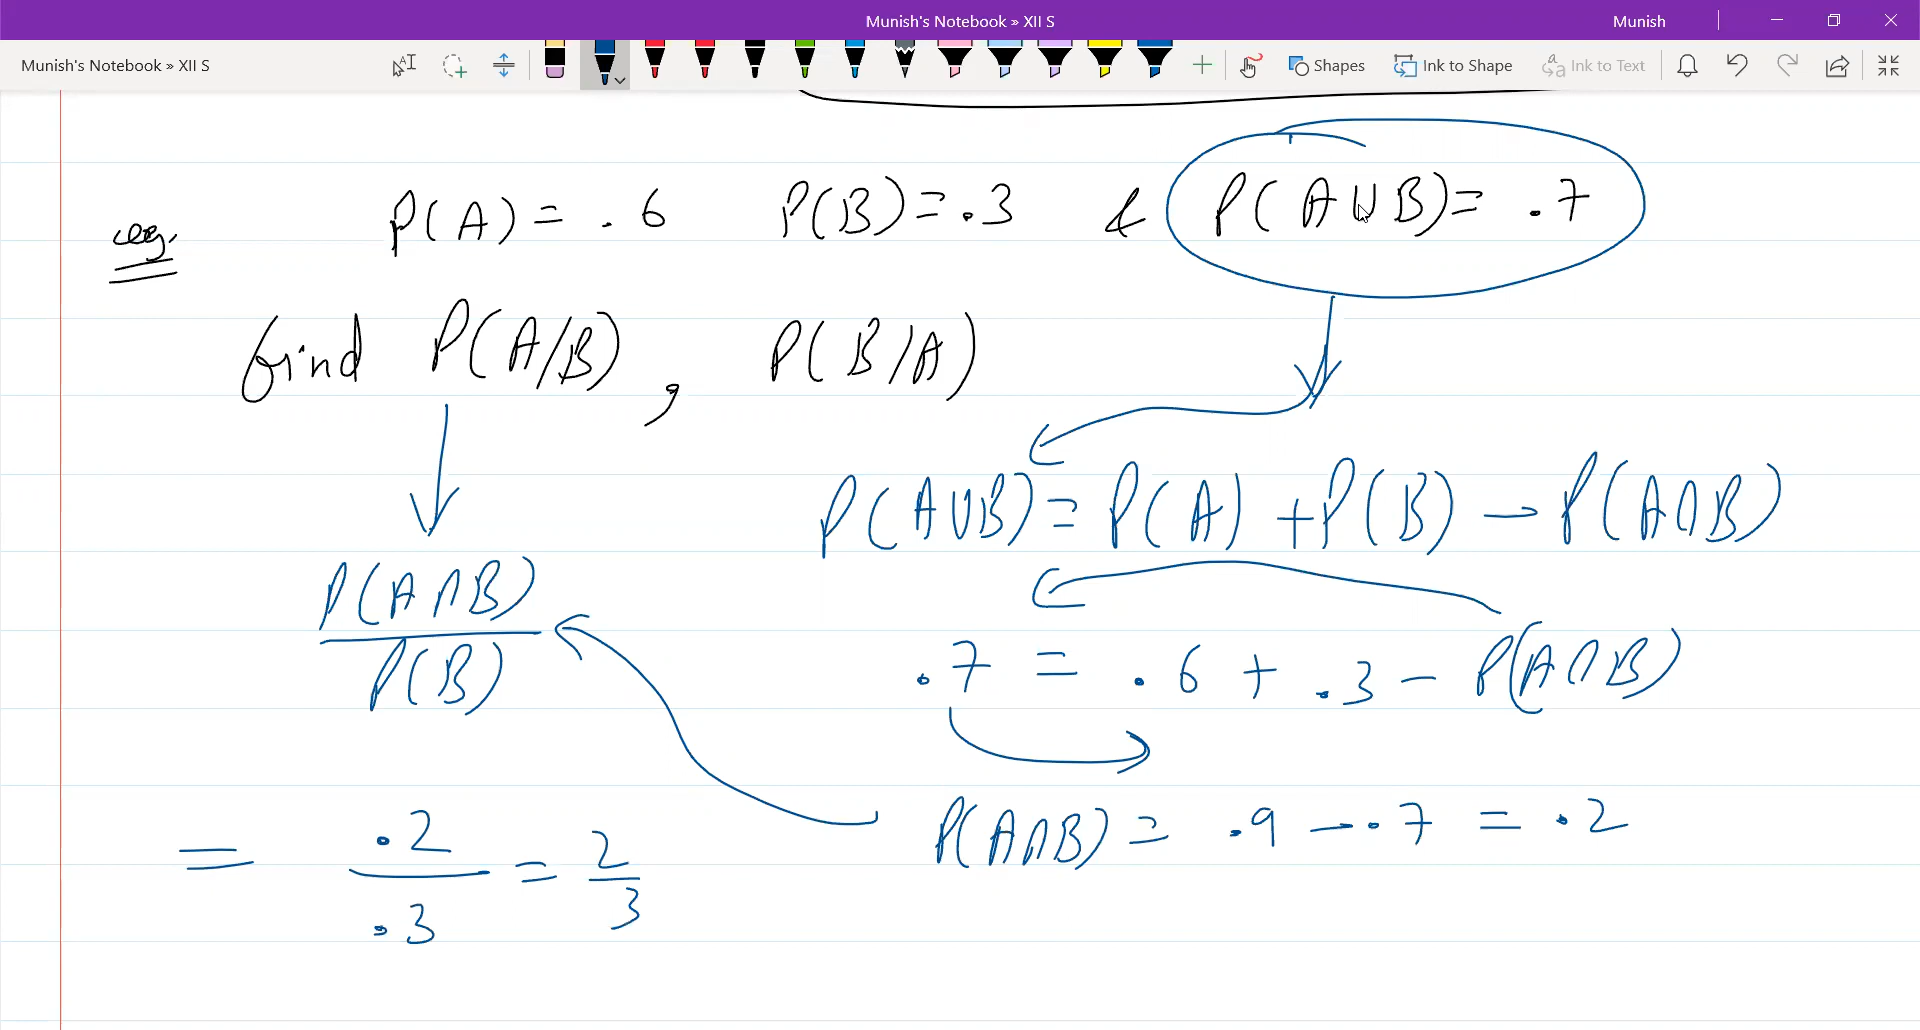 Munish's Notebook » XII S
Munish
Munish's Notebook » XII S
Shapes
Ink to Shape
Ink to Text
eg. P(A) = .6 P(B) = .3 & P(A∪B) = .7
find P(A/B), P(B/A)
P(A∪B) = P(A) + P(B) − P(A∩B)
P(A∩B)
P(B)
.7 = .6 + .3 − P(A∩B)
P(A∩B) = .9 − .7 = .2
= .2/.3 = 2/3